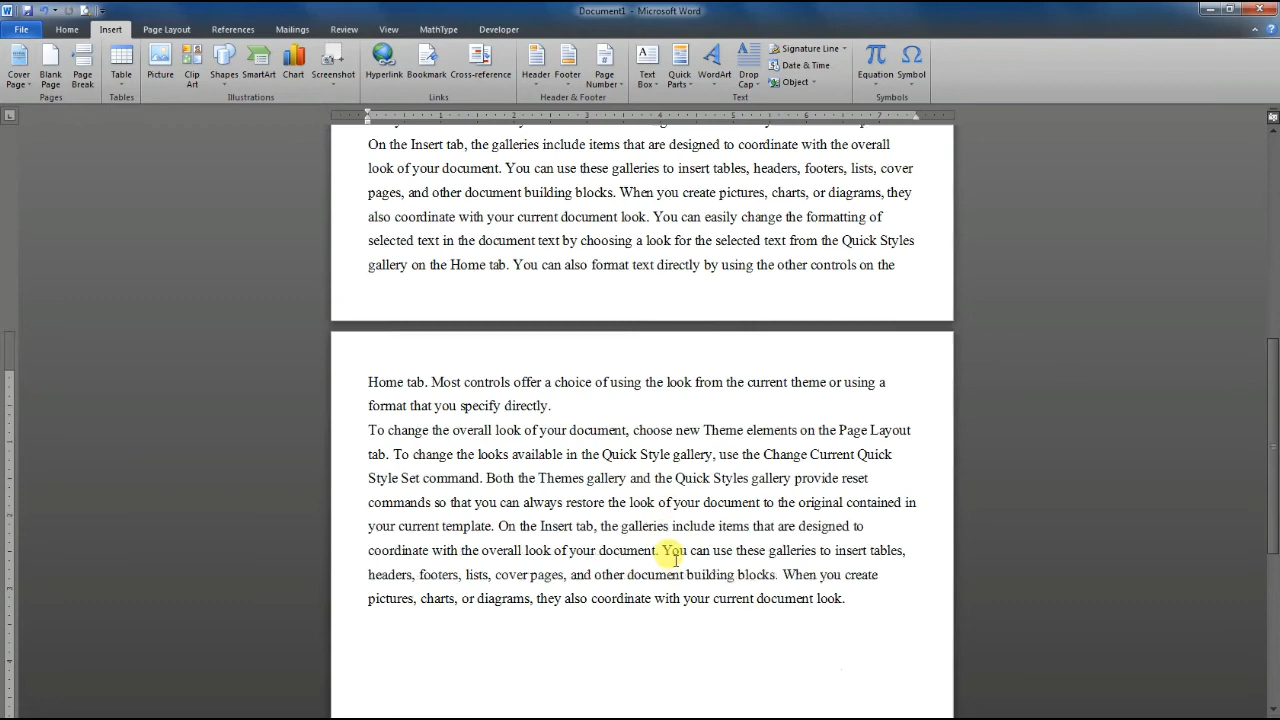 Document1 - Microsoft Word
File Home Insert Page Layout References Mailings Review View MathType Developer
Cover Page Blank Page Page Break Table Picture Clip Art Shapes SmartArt Chart Screenshot Hyperlink Bookmark Cross-reference Header Footer Page Number Text Box Quick Parts WordArt Drop Cap Signature Line Date & Time Object Equation Symbol
Pages Tables Illustrations Links Header & Footer Text Symbols
1 2 3 4 5 6 7
On the Insert tab, the galleries include items that are designed to coordinate with the overall
look of your document. You can use these galleries to insert tables, headers, footers, lists, cover
pages, and other document building blocks. When you create pictures, charts, or diagrams, they
also coordinate with your current document look. You can easily change the formatting of
selected text in the document text by choosing a look for the selected text from the Quick Styles
gallery on the Home tab. You can also format text directly by using the other controls on the
Home tab. Most controls offer a choice of using the look from the current theme or using a
format that you specify directly.
To change the overall look of your document, choose new Theme elements on the Page Layout
tab. To change the looks available in the Quick Style gallery, use the Change Current Quick
Style Set command. Both the Themes gallery and the Quick Styles gallery provide reset
commands so that you can always restore the look of your document to the original contained in
your current template. On the Insert tab, the galleries include items that are designed to
coordinate with the overall look of your document. You can use these galleries to insert tables,
headers, footers, lists, cover pages, and other document building blocks. When you create
pictures, charts, or diagrams, they also coordinate with your current document look.